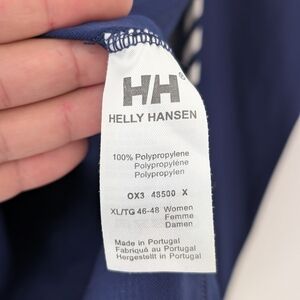 HH®
HELLY HANSEN
100% Polypropylene
Polypropylène
Polypropylen
OX3 48500 X
XL/TG 46-48 Women
Femme
Damen
Made in Portugal
Fabriqué au Portugal
Hergestellt in Portugal